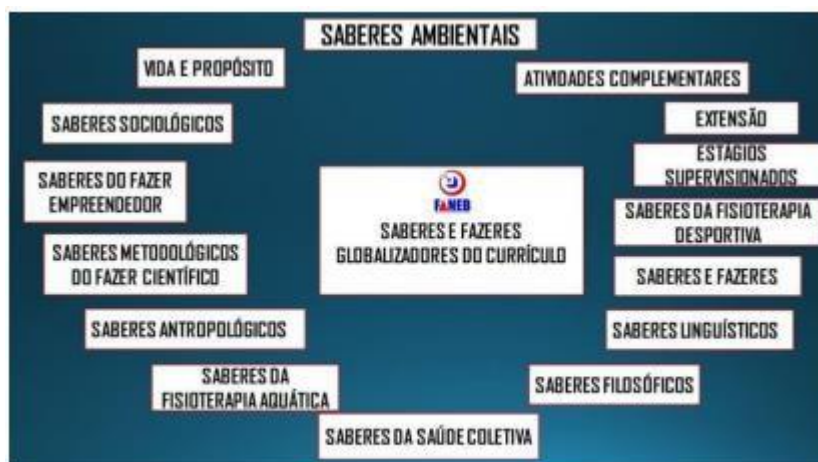 SABERES AMBIENTAIS
VIDA E PROPÓSITO
ATIVIDADES COMPLEMENTARES
SABERES SOCIOLÓGICOS
EXTENSÃO
ESTÁGIOS
SUPERVISIONADOS
SABERES DO FAZER
EMPREENDEDOR
FANEB
SABERES E FAZERES
GLOBALIZADORES DO CURRÍCULO
SABERES DA FISIOTERAPIA
DESPORTIVA
SABERES METODOLÓGICOS
DO FAZER CIENTÍFICO
SABERES E FAZERES
SABERES ANTROPOLÓGICOS
SABERES LINGUÍSTICOS
SABERES DA
FISIOTERAPIA AQUÁTICA
SABERES FILOSÓFICOS
SABERES DA SAÚDE COLETIVA